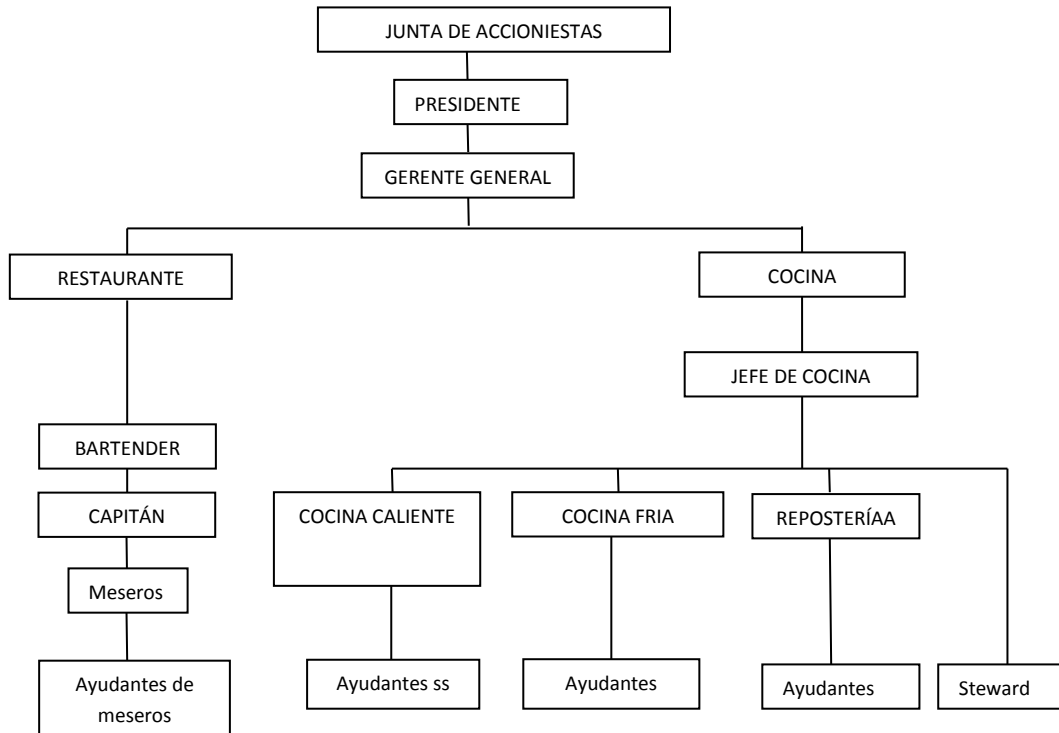 JUNTA DE ACCIONIESTAS
PRESIDENTE
GERENTE GENERAL
RESTAURANTE
COCINA
JEFE DE COCINA
BARTENDER
CAPITÁN
COCINA CALIENTE
COCINA FRIA
REPOSTERÍAA
Meseros
Ayudantes de
meseros
Ayudantes ss
Ayudantes
Ayudantes
Steward